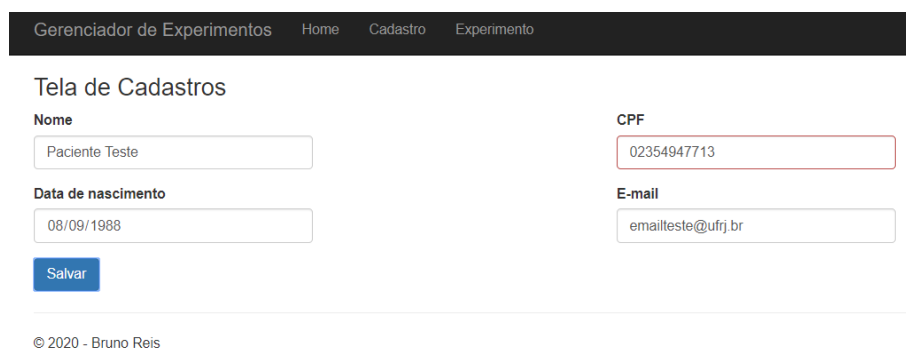 Gerenciador de Experimentos Home Cadastro Experimento
Tela de Cadastros
Nome CPF
Paciente Teste 02354947713
Data de nascimento E-mail
08/09/1988 emailteste@ufrj.br
Salvar
© 2020 - Bruno Reis